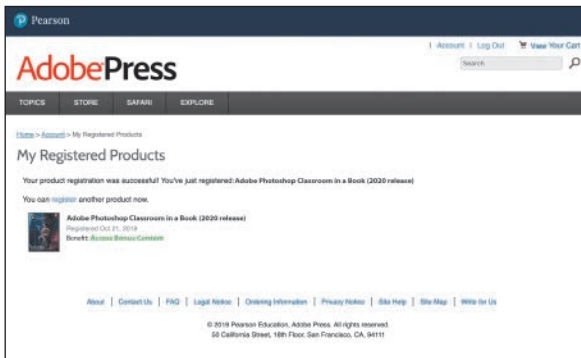 Pearson
| Account | Log Out View Your Cart
AdobePress
Search
TOPICS STORE SAFARI EXPLORE
Home > Account > My Registered Products
My Registered Products
Your product registration was successful! You've just registered: Adobe Photoshop Classroom in a Book (2020 release)
You can register another product now.
Adobe Photoshop Classroom in a Book (2020 release)
Registered Oct 21, 2019
Benefit: Access Bonus Content
About | Contact Us | FAQ | Legal Notice | Ordering Information | Privacy Notice | Site Help | Site Map | Write for Us
© 2019 Pearson Education, Adobe Press. All rights reserved.
50 California Street, 18th Floor, San Francisco, CA, 94111